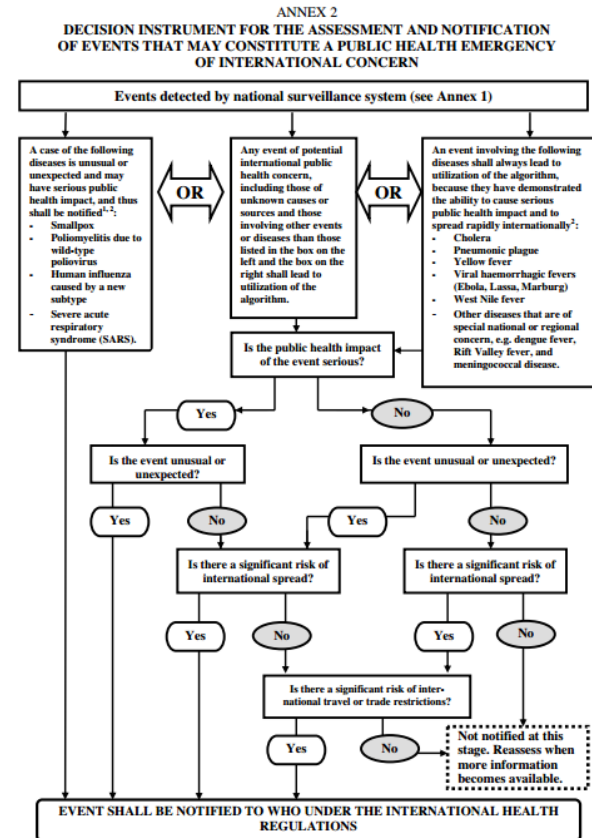 ANNEX 2
DECISION INSTRUMENT FOR THE ASSESSMENT AND NOTIFICATION
OF EVENTS THAT MAY CONSTITUTE A PUBLIC HEALTH EMERGENCY
OF INTERNATIONAL CONCERN
Events detected by national surveillance system (see Annex 1)
A case of the following
diseases is unusual or
unexpected and may
have serious public
health impact, and thus
shall be notified1, 2:
- Smallpox
- Poliomyelitis due to
wild-type
poliovirus
- Human influenza
caused by a new
subtype
- Severe acute
respiratory
syndrome (SARS).
OR
Any event of potential
international public
health concern,
including those of
unknown causes or
sources and those
involving other events
or diseases than those
listed in the box on the
left and the box on the
right shall lead to
utilization of the
algorithm.
OR
An event involving the following
diseases shall always lead to
utilization of the algorithm,
because they have demonstrated
the ability to cause serious
public health impact and to
spread rapidly internationally2:
- Cholera
- Pneumonic plague
- Yellow fever
- Viral haemorrhagic fevers
(Ebola, Lassa, Marburg)
- West Nile fever
- Other diseases that are of
special national or regional
concern, e.g. dengue fever,
Rift Valley fever, and
meningococcal disease.
Is the public health impact
of the event serious?
Yes
No
Is the event unusual or
unexpected?
Is the event unusual or unexpected?
Yes
No
Yes
No
Is there a significant risk of
international spread?
Is there a significant risk of
international spread?
Yes
No
Yes
No
Is there a significant risk of inter-
national travel or trade restrictions?
Yes
No
Not notified at this
stage. Reassess when
more information
becomes available.
EVENT SHALL BE NOTIFIED TO WHO UNDER THE INTERNATIONAL HEALTH
REGULATIONS